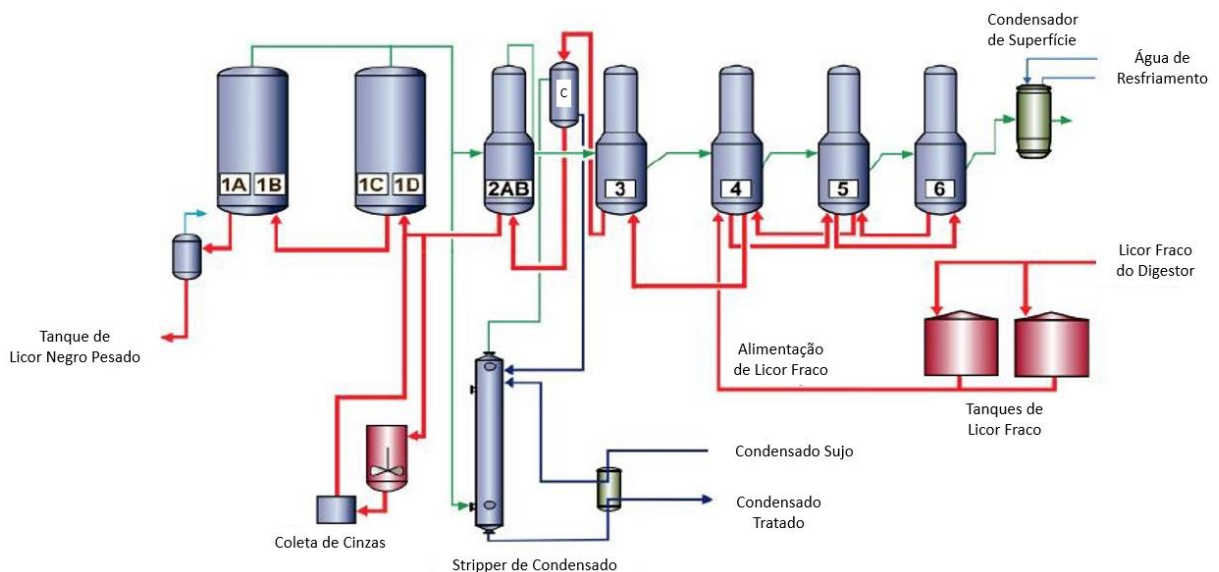 Condensador
de Superfície
Água de
Resfriamento
C
1A 1B
1C 1D
2AB
3
4
5
6
Licor Fraco
do Digestor
Tanque de
Licor Negro Pesado
Alimentação
de Licor Fraco
Tanques de
Licor Fraco
Condensado Sujo
Condensado
Tratado
Coleta de Cinzas
Stripper de Condensado